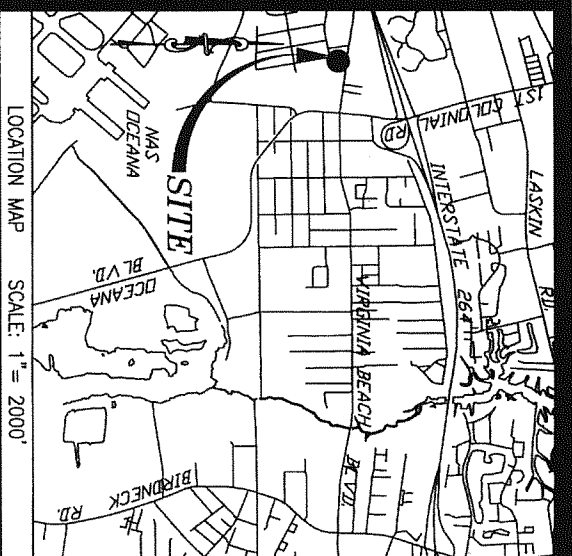 1ST COLONIAL
RD
LASKIN
RD.
INTERSTATE 264
NAS
OCEANA
SITE
VIRGINIA BEACH
BLVD.
OCEANA
BLVD.
BIRDNECK
RD.
LOCATION MAP SCALE: 1"= 2000'